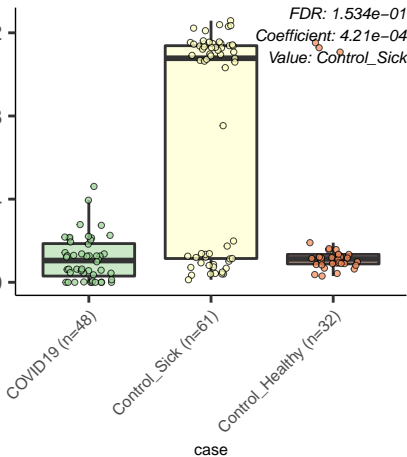 FDR: 1.534e−01
Coefficient: 4.21e−04
Value: Control_Sick
COVID19 (n=48)
Control_Sick (n=61)
Control_Healthy (n=32)
case